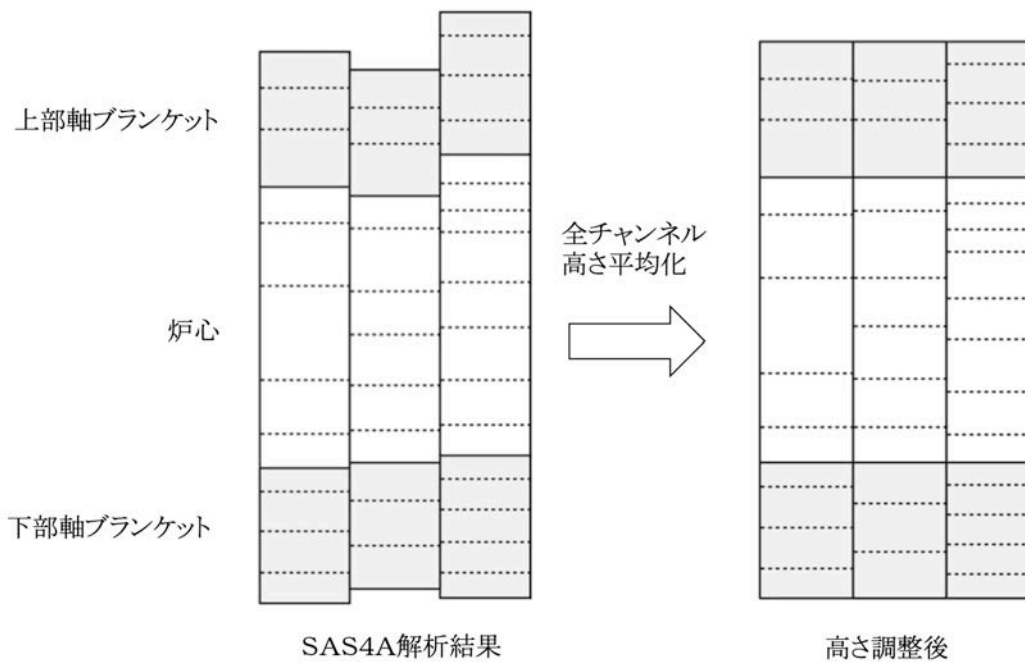 上部軸ブランケット
全チャンネル
高さ平均化
炉心
下部軸ブランケット
SAS4A解析結果
高さ調整後